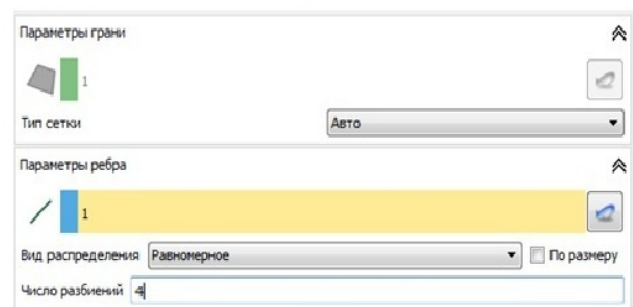 Параметры грани
1
Тип сетки Авто
Параметры ребра
1
Вид распределения Равномерное По размеру
Число разбиений 4